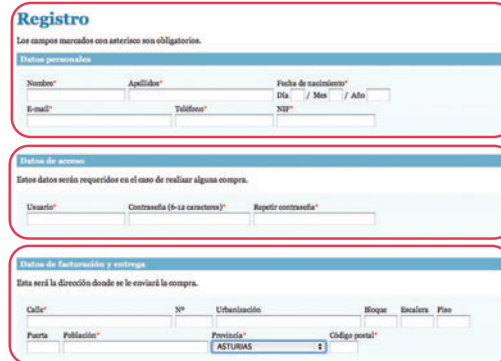 Registro
Los campos marcados con asterisco son obligatorios.
Datos personales
Nombre* Apellidos* Fecha de nacimiento*
Día / Mes / Año
E-mail* Teléfono* NIF*
Datos de acceso
Estos datos serán requeridos en el caso de realizar alguna compra.
Usuario* Contraseña (6-12 caracteres)* Repetir contraseña*
Datos de facturación y entrega
Esta será la dirección donde se le enviará la compra.
Calle* Nº Urbanización Bloque Escalera Piso
Puerta Población* Provincia* Código postal*
ASTURIAS